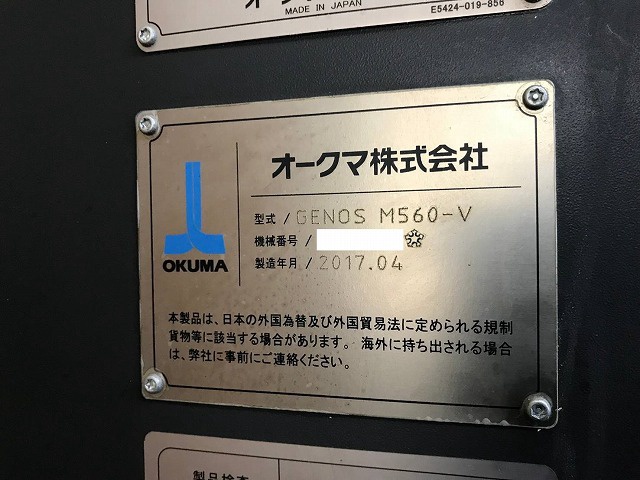 MADE IN JAPAN
E5424-019-856
オークマ株式会社
型式 / GENOS M560-V
機械番号 /
製造年月 / 2017.04
OKUMA
本製品は、日本の外国為替及び外国貿易法に定められる規制
貨物等に該当する場合があります。海外に持ち出される場合
は、弊社に事前にご連絡ください。
製品検査